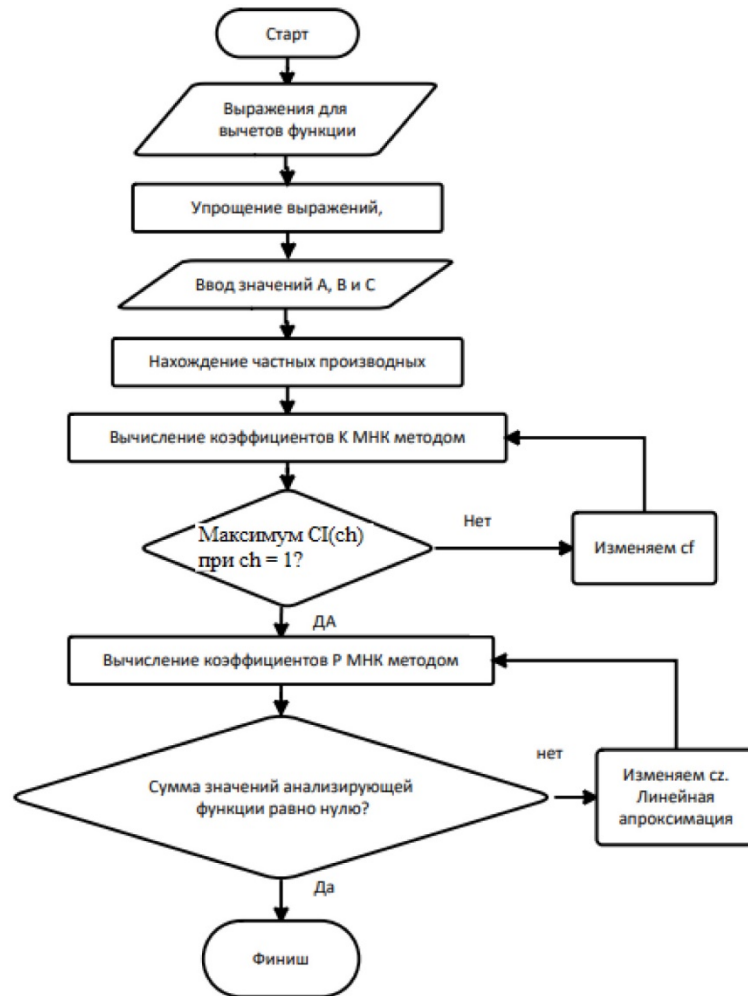 Старт
Выражения для
вычетов функции
Упрощение выражений,
Ввод значений A, B и C
Нахождение частных производных
Вычисление коэффициентов K МНК методом
Максимум CI(ch)
при ch = 1?
Нет
Изменяем cf
ДА
Вычисление коэффициентов P МНК методом
Сумма значений анализирующей
функции равно нулю?
нет
Изменяем cz.
Линейная
апроксимация
Да
Финиш